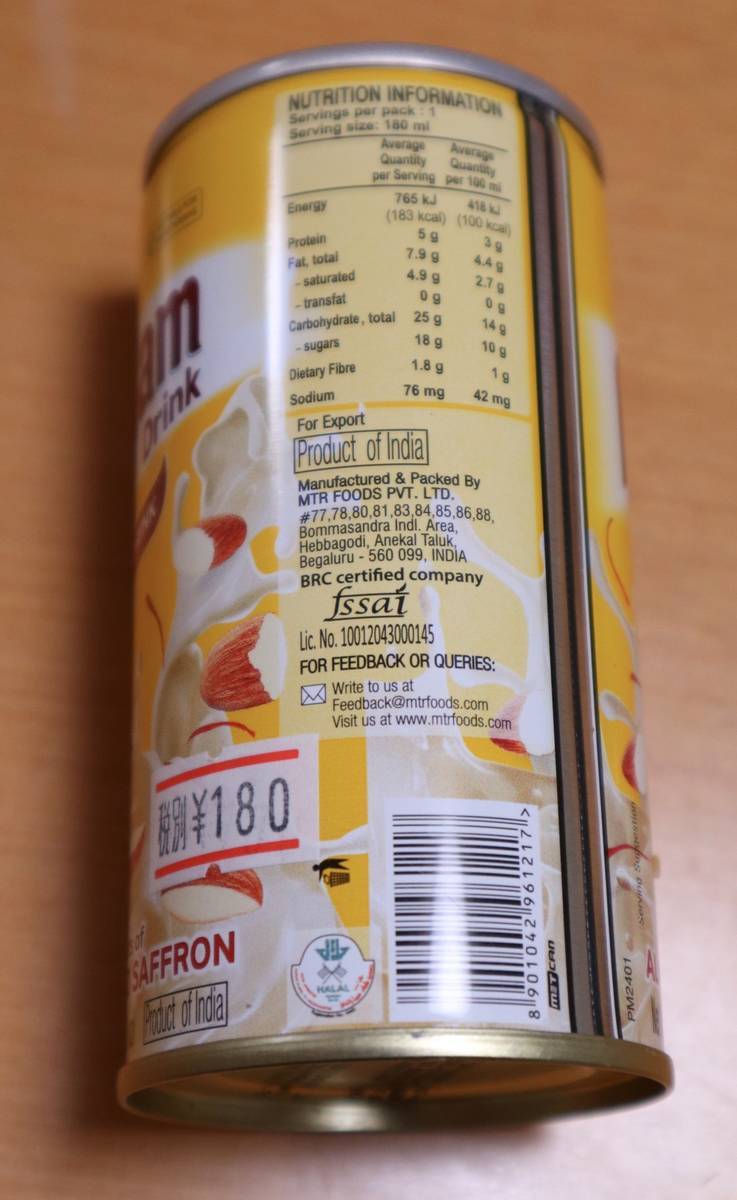 NUTRITION INFORMATION
Servings per pack : 1
Serving size: 180 ml
Average Quantity per Serving Average Quantity per 100 ml
Energy 765 kJ 418 kJ
(183 kcal) (100 kcal)
Protein 5 g 3 g
Fat, total 7.9 g 4.4 g
- saturated 4.9 g 2.7 g
- transfat 0 g 0 g
Carbohydrate, total 25 g 14 g
- sugars 18 g 10 g
Dietary Fibre 1.8 g 1 g
Sodium 76 mg 42 mg
For Export
Product of India
Manufactured & Packed By
MTR FOODS PVT. LTD.
#77,78,80,81,83,84,85,86,88,
Bommasandra Indl. Area,
Hebbagodi, Anekal Taluk,
Begaluru - 560 099, INDIA
BRC certified company
fssai
Lic. No. 10012043000145
FOR FEEDBACK OR QUERIES:
Write to us at
Feedback@mtrfoods.com
Visit us at www.mtrfoods.com
am
Drink
税別¥180
of
SAFFRON
Product of India
HALAL
8 901042 961217 >
METCAN
PM2401
Serving Suggestion